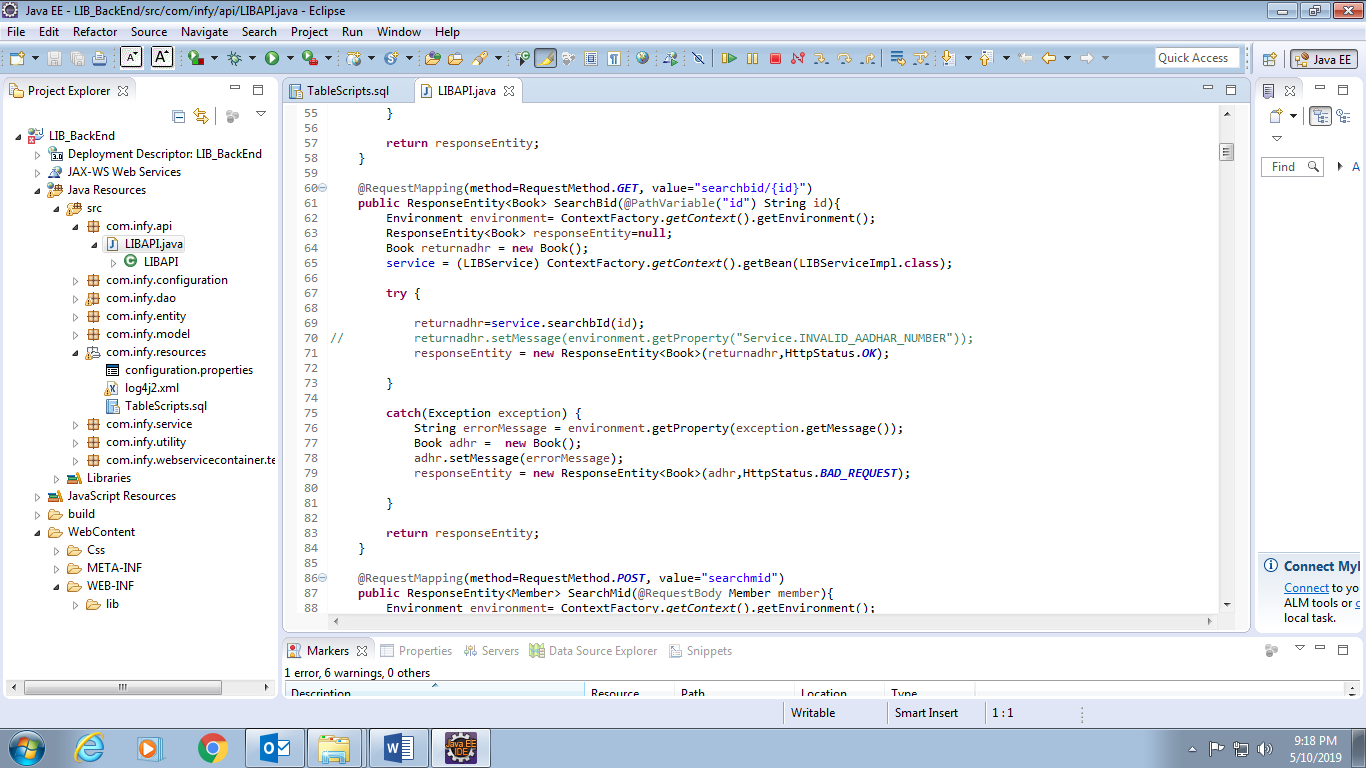 Java EE - LIB_BackEnd/src/com/infy/api/LIBAPI.java - Eclipse
File Edit Refactor Source Navigate Search Project Run Window Help
A A
Quick Access
Java EE
Project Explorer
LIB_BackEnd
Deployment Descriptor: LIB_BackEnd
JAX-WS Web Services
Java Resources
src
com.infy.api
LIBAPI.java
LIBAPI
com.infy.configuration
com.infy.dao
com.infy.entity
com.infy.model
com.infy.resources
configuration.properties
log4j2.xml
TableScripts.sql
com.infy.service
com.infy.utility
com.infy.webservicecontainer.te
Libraries
JavaScript Resources
build
WebContent
Css
META-INF
WEB-INF
lib
TableScripts.sql LIBAPI.java
55 }
56
57 return responseEntity;
58 }
59
60 @RequestMapping(method=RequestMethod.GET, value="searchbid/{id}")
61 public ResponseEntity<Book> SearchBid(@PathVariable("id") String id){
62 Environment environment= ContextFactory.getContext().getEnvironment();
63 ResponseEntity<Book> responseEntity=null;
64 Book returnadhr = new Book();
65 service = (LIBService) ContextFactory.getContext().getBean(LIBServiceImpl.class);
66
67 try {
68
69 returnadhr=service.searchbId(id);
70 // returnadhr.setMessage(environment.getProperty("Service.INVALID_AADHAR_NUMBER"));
71 responseEntity = new ResponseEntity<Book>(returnadhr,HttpStatus.OK);
72
73 }
74
75 catch(Exception exception) {
76 String errorMessage = environment.getProperty(exception.getMessage());
77 Book adhr = new Book();
78 adhr.setMessage(errorMessage);
79 responseEntity = new ResponseEntity<Book>(adhr,HttpStatus.BAD_REQUEST);
80
81 }
82
83 return responseEntity;
84 }
85
86 @RequestMapping(method=RequestMethod.POST, value="searchmid")
87 public ResponseEntity<Member> SearchMid(@RequestBody Member member){
88 Environment environment= ContextFactory.getContext().getEnvironment();
Find A
Connect Myl
Connect to yo
ALM tools or c
local task.
Markers Properties Servers Data Source Explorer Snippets
1 error, 6 warnings, 0 others
Description Resource Path Location Type
Writable Smart Insert 1 : 1
Java EE
IDE
9:18 PM
5/10/2019